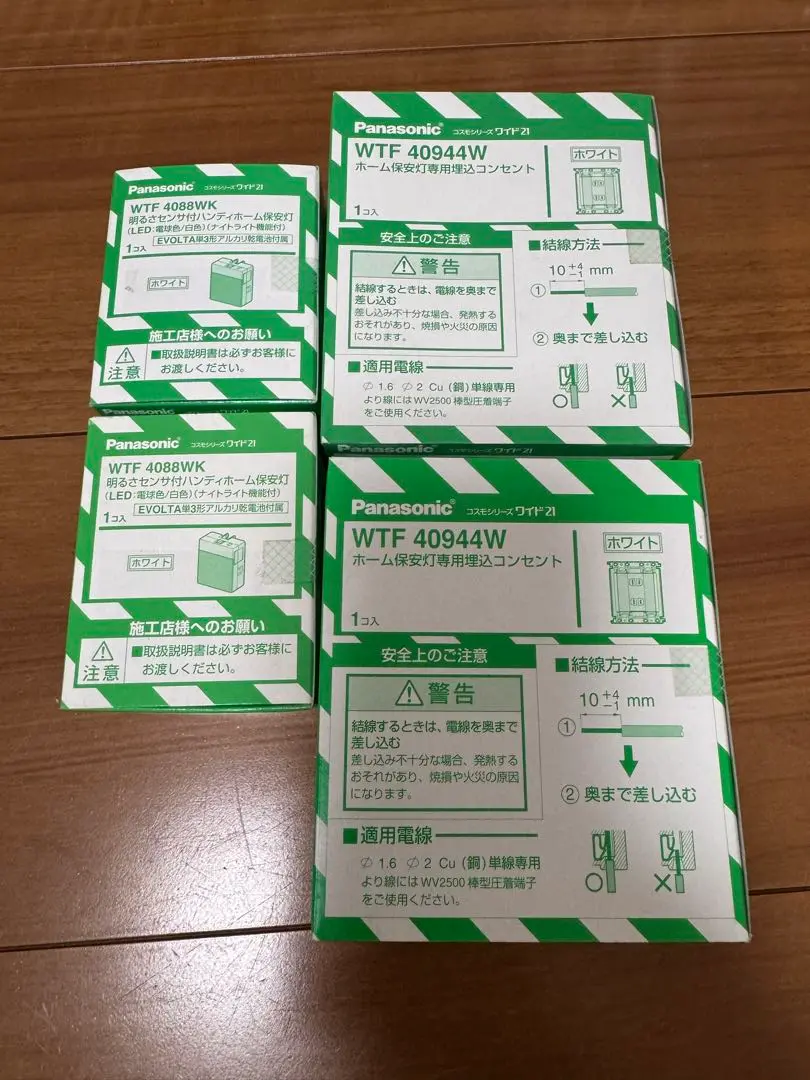 Panasonic コスモシリーズ ワイド21
WTF 4088WK
明るさセンサ付ハンディホーム保安灯
(LED:電球色/白色)(ナイトライト機能付)
1コ入
EVOLTA単3形アルカリ乾電池付属
ホワイト
施工店様へのお願い
注意
■取扱説明書は必ずお客様に
お渡しください。
Panasonic コスモシリーズ ワイド21
Panasonic コスモシリーズ ワイド21
WTF 4088WK
明るさセンサ付ハンディホーム保安灯
(LED:電球色/白色)(ナイトライト機能付)
1コ入
EVOLTA単3形アルカリ乾電池付属
ホワイト
施工店様へのお願い
注意
■取扱説明書は必ずお客様に
お渡しください。
Panasonic コスモシリーズ ワイド21
WTF 40944W
ホーム保安灯専用埋込コンセント
ホワイト
1コ入
安全上のご注意
警告
結線するときは、電線を奥まで
差し込む
差し込み不十分な場合、発熱する
おそれがあり、焼損や火災の原因
になります。
■結線方法
10 +4 -1 mm
①
② 奥まで差し込む
■適用電線
∅ 1.6 ∅ 2 Cu (銅) 単線専用
より線にはWV2500棒型圧着端子
をご使用ください。
○ ×
Panasonic コスモシリーズ ワイド21
Panasonic コスモシリーズ ワイド21
WTF 40944W
ホーム保安灯専用埋込コンセント
ホワイト
1コ入
安全上のご注意
警告
結線するときは、電線を奥まで
差し込む
差し込み不十分な場合、発熱する
おそれがあり、焼損や火災の原因
になります。
■結線方法
10 +4 -1 mm
①
② 奥まで差し込む
■適用電線
∅ 1.6 ∅ 2 Cu (銅) 単線専用
より線にはWV2500棒型圧着端子
をご使用ください。
○ ×